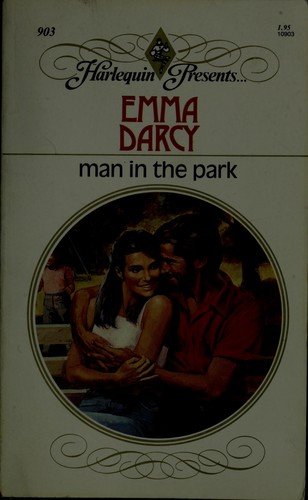 903
1.95
10903
Harlequin Presents...
EMMA
DARCY
man in the park